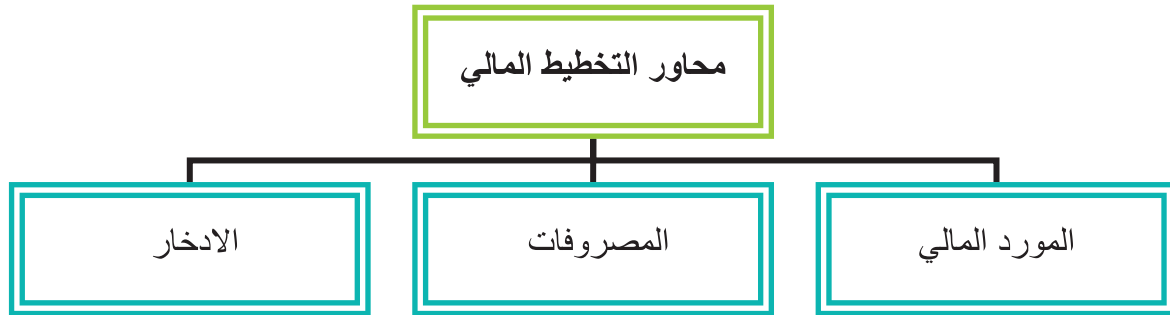 محاور التخطيط المالي
المورد المالي
المصروفات
الادخار